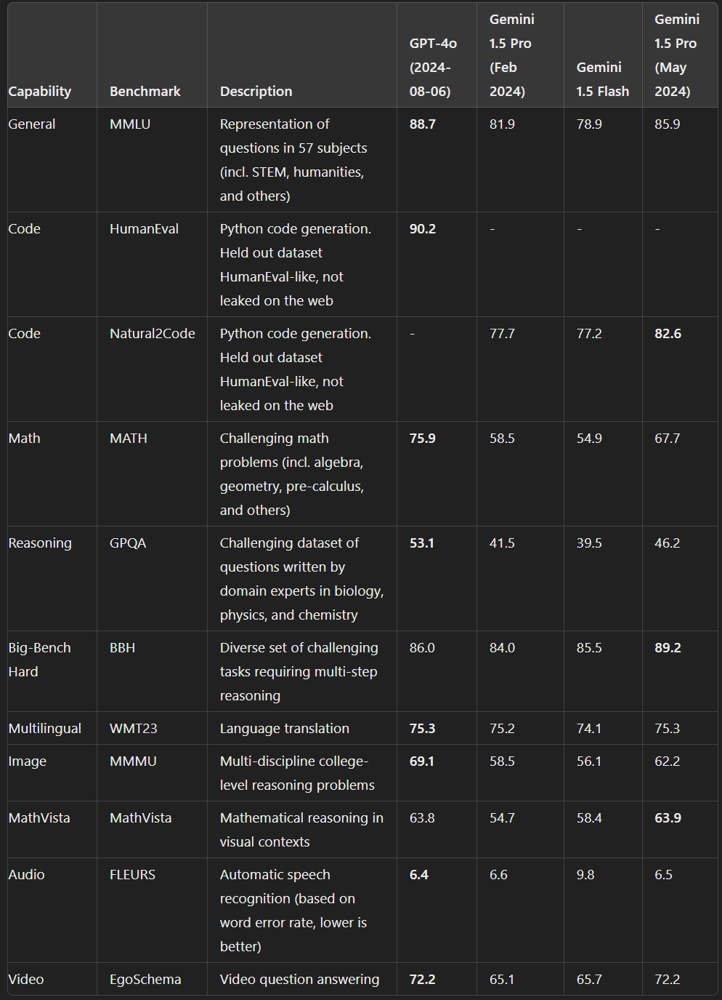 Capability Benchmark Description GPT-4o (2024-08-06) Gemini 1.5 Pro (Feb 2024) Gemini 1.5 Flash Gemini 1.5 Pro (May 2024)
General MMLU Representation of 88.7 81.9 78.9 85.9
questions in 57 subjects
(incl. STEM, humanities,
and others)
Code HumanEval Python code generation. 90.2 - - -
Held out dataset
HumanEval-like, not
leaked on the web
Code Natural2Code Python code generation. - 77.7 77.2 82.6
Held out dataset
HumanEval-like, not
leaked on the web
Math MATH Challenging math 75.9 58.5 54.9 67.7
problems (incl. algebra,
geometry, pre-calculus,
and others)
Reasoning GPQA Challenging dataset of 53.1 41.5 39.5 46.2
questions written by
domain experts in biology,
physics, and chemistry
Big-Bench BBH Diverse set of challenging 86.0 84.0 85.5 89.2
Hard tasks requiring multi-step
reasoning
Multilingual WMT23 Language translation 75.3 75.2 74.1 75.3
Image MMMU Multi-discipline college- 69.1 58.5 56.1 62.2
level reasoning problems
MathVista MathVista Mathematical reasoning in 63.8 54.7 58.4 63.9
visual contexts
Audio FLEURS Automatic speech 6.4 6.6 9.8 6.5
recognition (based on
word error rate, lower is
better)
Video EgoSchema Video question answering 72.2 65.1 65.7 72.2